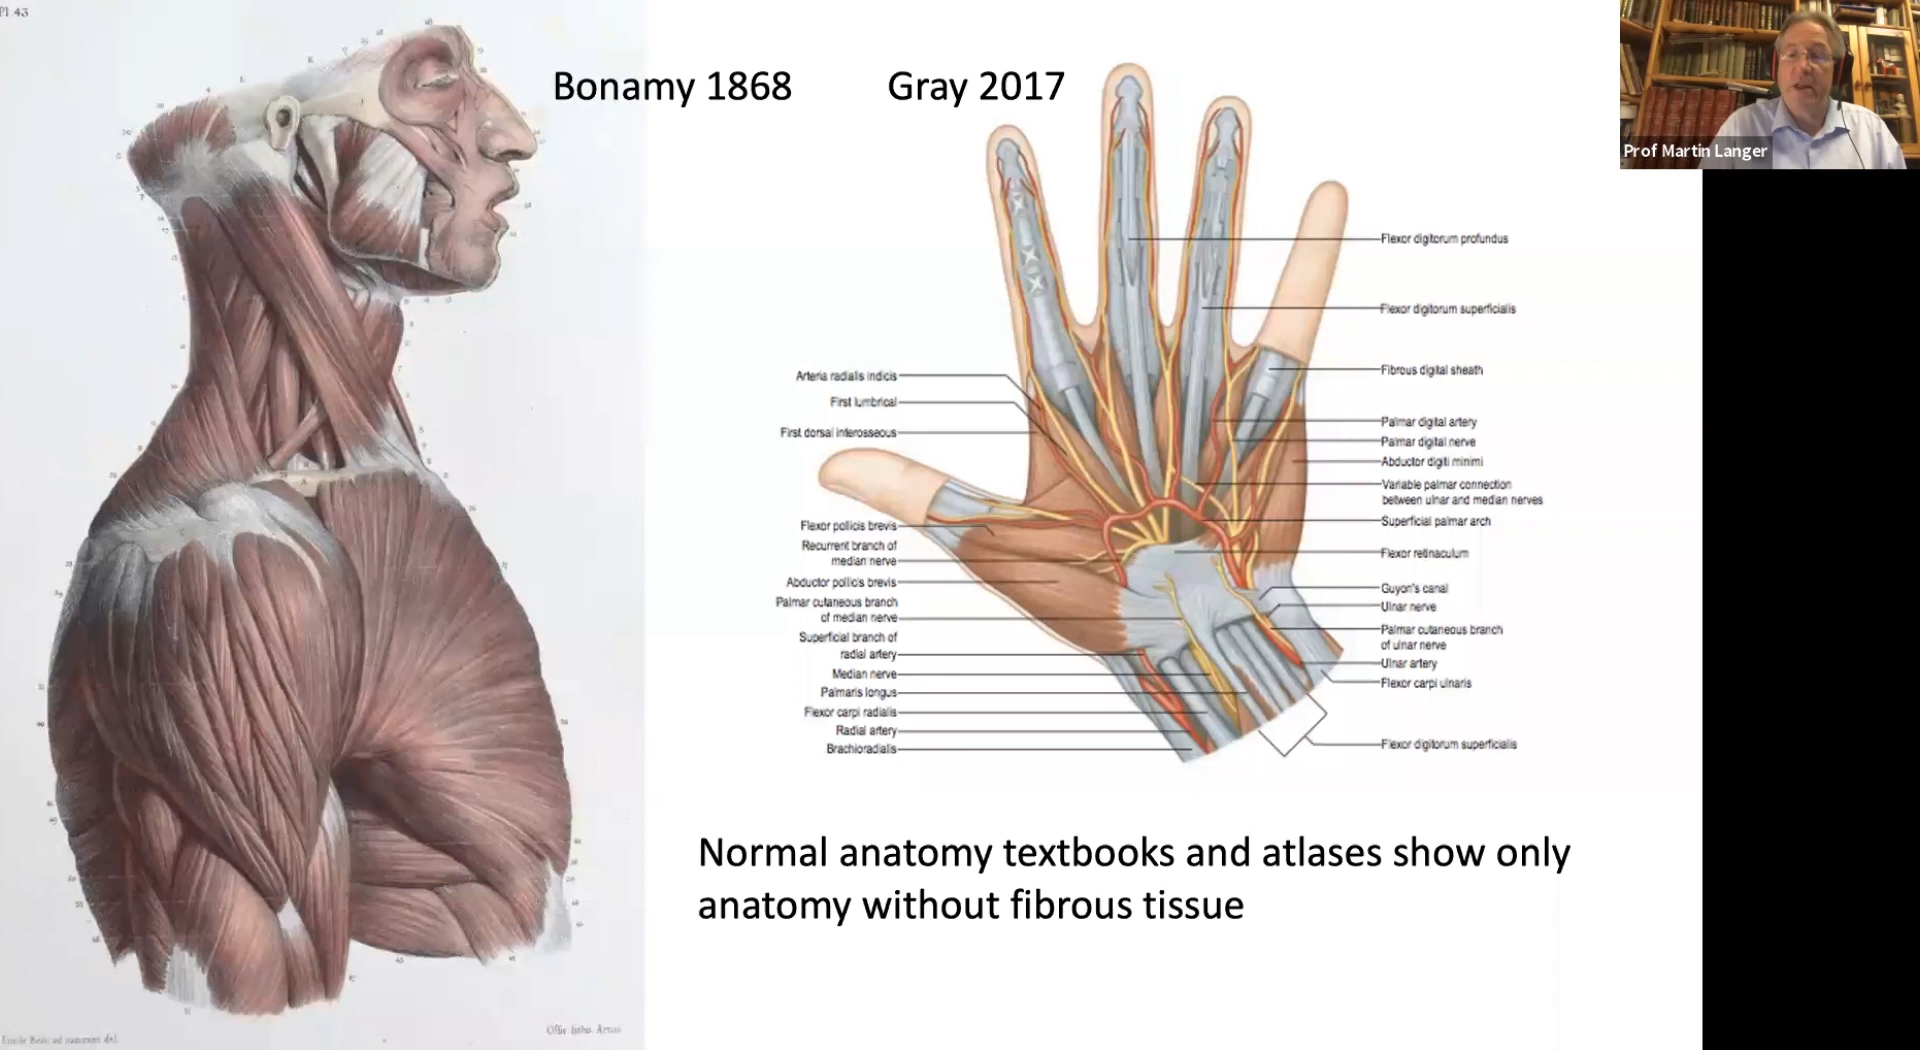 Pl 43
Bonamy 1868
Gray 2017
Prof Martin Langer
Flexor digitorum profundus
Flexor digitorum superficialis
Fibrous digital sheath
Palmar digital artery
Palmar digital nerve
Abductor digiti minimi
Variable palmar connection
between ulnar and median nerves
Superficial palmar arch
Flexor retinaculum
Guyon's canal
Ulnar nerve
Palmar cutaneous branch
of ulnar nerve
Ulnar artery
Flexor carpi ulnaris
Flexor digitorum superficialis
Arteria radialis indicis
First lumbrical
First dorsal interosseous
Flexor pollicis brevis
Recurrent branch of
median nerve
Abductor pollicis brevis
Palmar cutaneous branch
of median nerve
Superficial branch of
radial artery
Median nerve
Palmaris longus
Flexor carpi radialis
Radial artery
Brachioradialis
Normal anatomy textbooks and atlases show only
anatomy without fibrous tissue